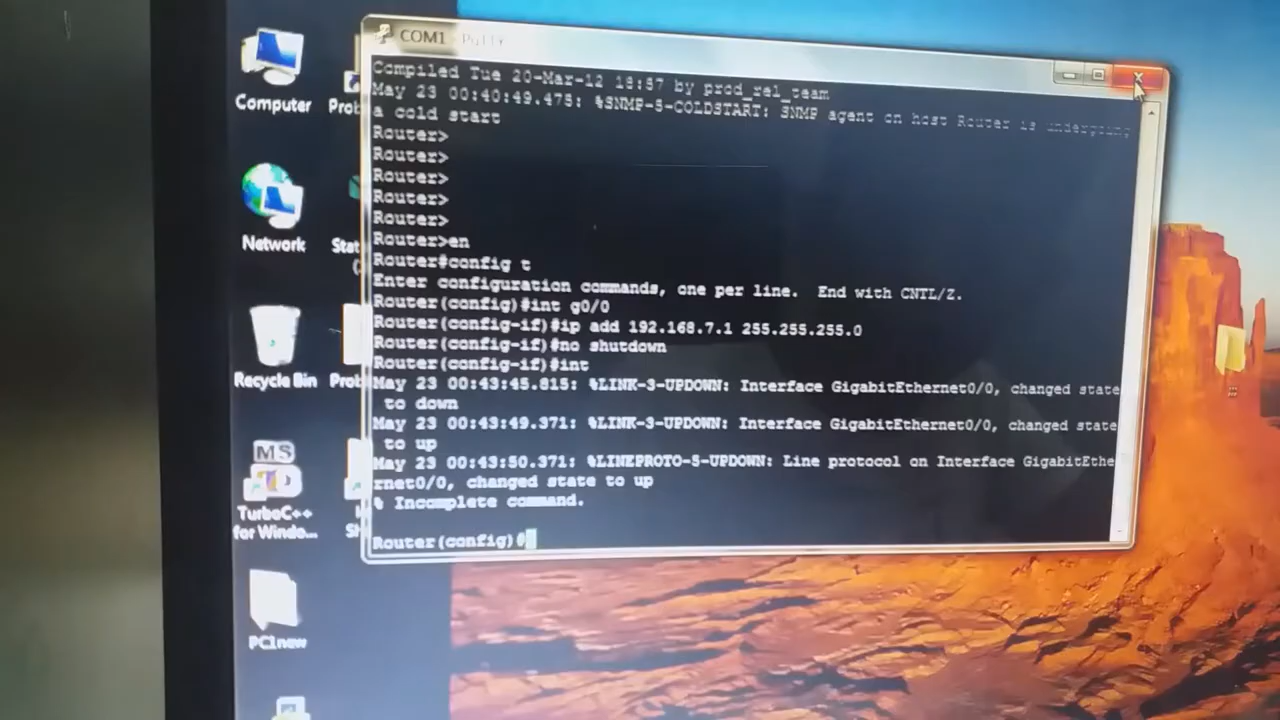 COM1 - PuTTY
Compiled Tue 20-Mar-12 18:57 by prod_rel_team
May 23 00:40:49.475: %SNMP-5-COLDSTART: SNMP agent on host Router is undergoing
a cold start
Router>
Router>
Router>
Router>
Router>
Router>en
Router#config t
Enter configuration commands, one per line.  End with CNTL/Z.
Router(config)#int g0/0
Router(config-if)#ip add 192.168.7.1 255.255.255.0
Router(config-if)#no shutdown
Router(config-if)#int
May 23 00:43:45.815: %LINK-3-UPDOWN: Interface GigabitEthernet0/0, changed state
to down
May 23 00:43:49.371: %LINK-3-UPDOWN: Interface GigabitEthernet0/0, changed state
to up
May 23 00:43:50.371: %LINEPROTO-5-UPDOWN: Line protocol on Interface GigabitEthe
rnet0/0, changed state to up
% Incomplete command.
Router(config)#
Computer
Prob
Network
Stat
Recycle Bin
Prob
MS
TurboC++
for Windo...
PC1new